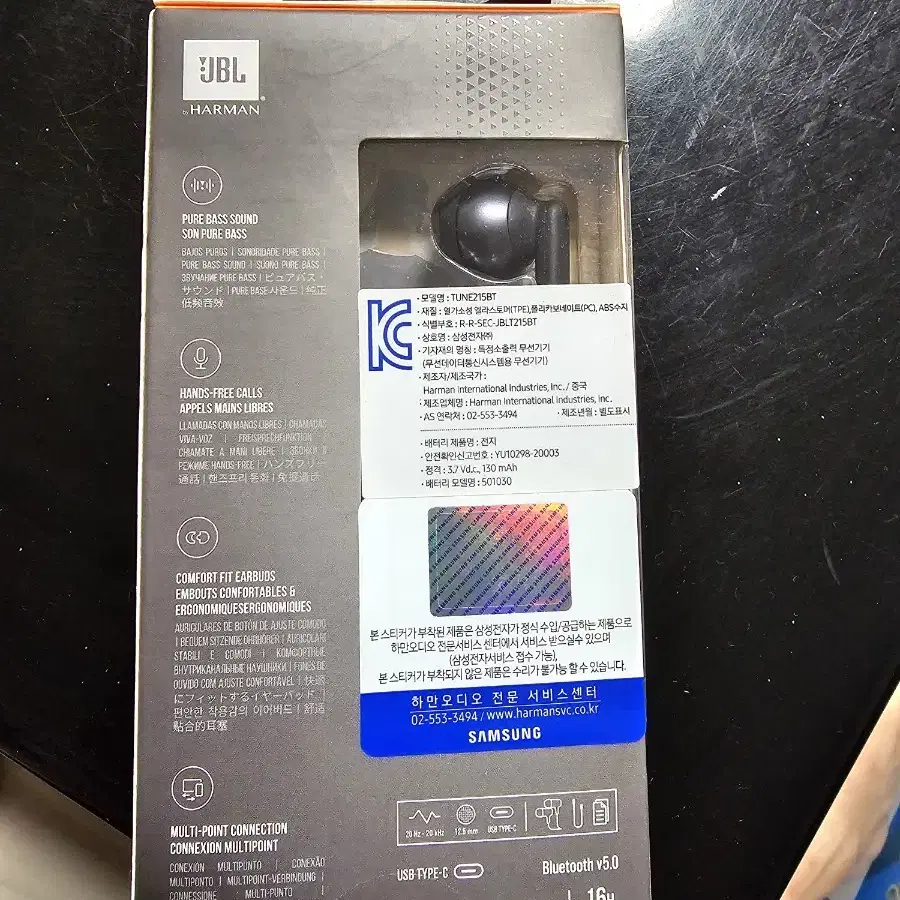 JBL
by HARMAN
PURE BASS SOUND
SON PURE BASS
BAJOS PUROS | SONORIDADE PURE BASS |
PURE BASS SOUND | SUONO PURE BASS |
ЗВУЧАНИЕ PURE BASS | ピュアバス・
サウンド | PURE BASE 사운드 | 纯正
低频音效
HANDS-FREE CALLS
APPELS MAINS LIBRES
LLAMADAS CON MANOS LIBRES | CHAMADA
VIVA-VOZ | FREISPRECHFUNKTION |
CHIAMATE A MANI LIBERE | ЗВОНКИ В
РЕЖИМЕ HANDS-FREE | ハンズフリー
通話 | 핸즈프리 통화 | 免提通话
COMFORT FIT EARBUDS
EMBOUTS CONFORTABLES &
ERGONOMIQUESERGONOMIQUES
AURICULARES DE BOTÓN DE AJUSTE CÓMODO
| BEQUEM SITZENDE OHRHÖRER | AURICOLARI
STABILI E COMODI | КОМФОРТНЫЕ
ВНУТРИКАНАЛЬНЫЕ НАУШНИКИ | FONES DE
OUVIDO COM AJUSTE CONFORTÁVEL | 快適
にフィットするイヤーパッド |
편안한 착용감의 이어버드 | 舒适
贴合的耳塞
MULTI-POINT CONNECTION
CONNEXION MULTIPOINT
CONEXIÓN MULTIPUNTO | CONEXÃO
MULTIPONTO | MULTIPOINT-VERBINDUNG |
CONNESSIONE MULTI-PUNTO |
KC
· 모델명 : TUNE215BT
· 재질 : 열가소성 엘라스토머(TPE),폴리카보네이트(PC), ABS수지
· 식별부호 : R-R-SEC-JBLT215BT
· 상호명 : 삼성전자㈜
· 기자재의 명칭 : 특정소출력 무선기기
(무선데이터통신시스템용 무선기기)
· 제조자/제조국가 :
Harman International Industries, Inc. / 중국
· 제조업체명 : Harman International Industries, Inc.
· AS 연락처 : 02-553-3494 · 제조년월 : 별도표시
· 배터리 제품명 : 전지
· 안전확인신고번호 : YU10298-20003
· 정격 : 3.7 Vd.c., 130 mAh
· 배터리 모델명 : 501030
본 스티커가 부착된 제품은 삼성전자가 정식 수입/공급하는 제품으로
하만오디오 전문서비스 센터에서 서비스 받으실수 있으며
(삼성전자서비스 접수 가능),
본 스티커가 부착되지 않은 제품은 수리가 불가능 할 수 있습니다.
하만오디오 전문 서비스센터
02-553-3494 / www.harmansvc.co.kr
SAMSUNG
20 Hz - 20 kHz 12.5 mm USB TYPE-C
USB TYPE-C Bluetooth v5.0
16H